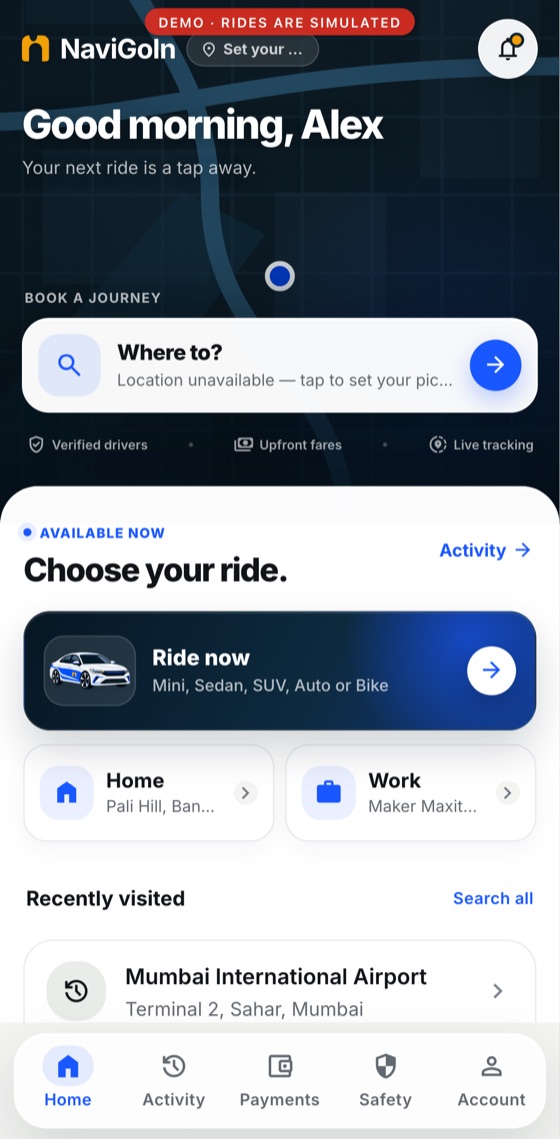 DEMO · RIDES ARE SIMULATED
NaviGoIn
Set your ...
Good morning, Alex
Your next ride is a tap away.
BOOK A JOURNEY
Where to?
Location unavailable — tap to set your pic...
Verified drivers • Upfront fares • Live tracking
AVAILABLE NOW
Choose your ride.
Activity →
Ride now
Mini, Sedan, SUV, Auto or Bike
Home
Pali Hill, Ban...
Work
Maker Maxit...
Recently visited
Search all
Mumbai International Airport
Terminal 2, Sahar, Mumbai
Home
Activity
Payments
Safety
Account